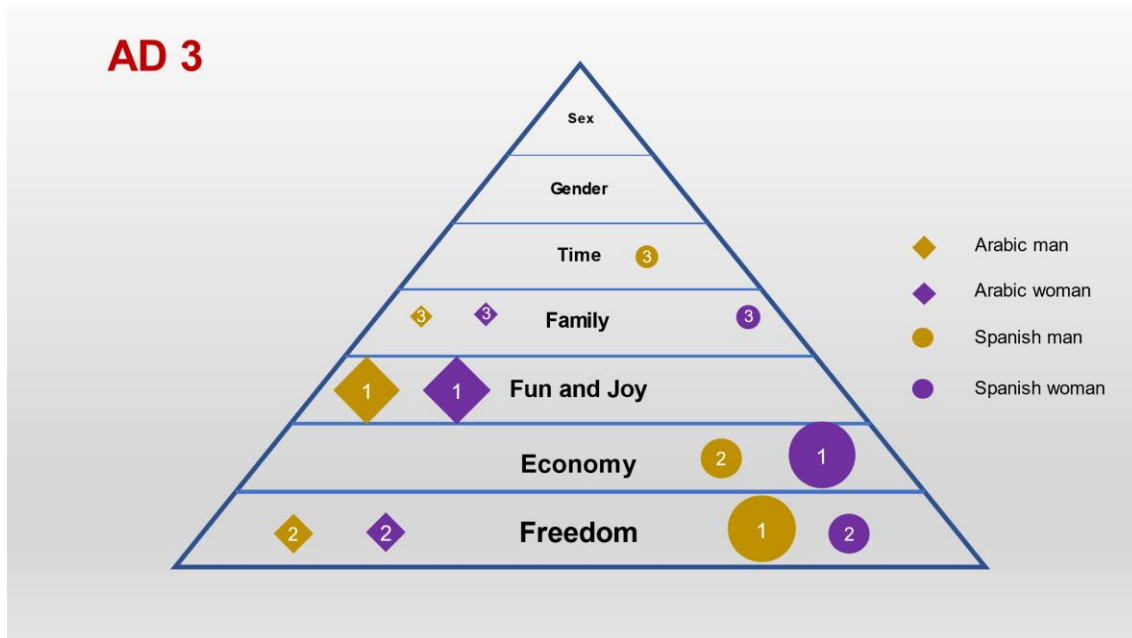 AD 3
Sex
Gender
Time 3
3 3 Family 3
1 1 Fun and Joy
Economy 2 1
2 2 Freedom 1 2
Arabic man
Arabic woman
Spanish man
Spanish woman